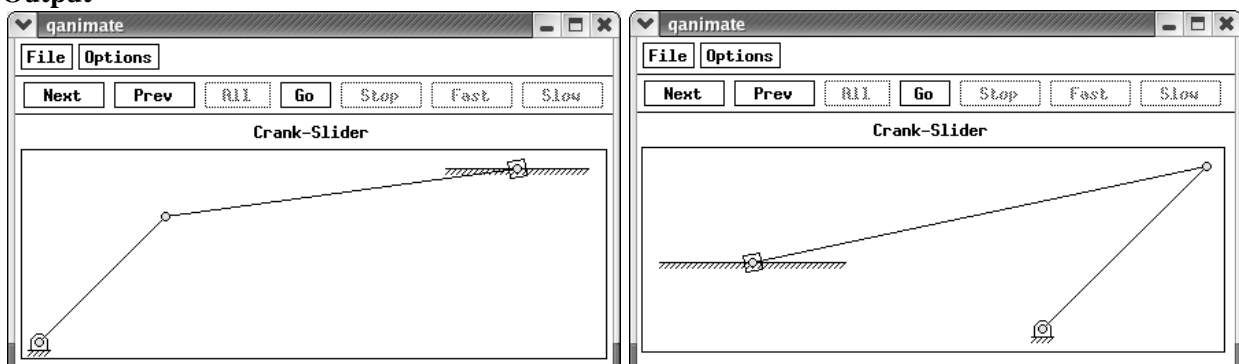 Output
qanimate
File Options
Next Prev All Go Stop Fast Slow
Crank-Slider
qanimate
File Options
Next Prev All Go Stop Fast Slow
Crank-Slider